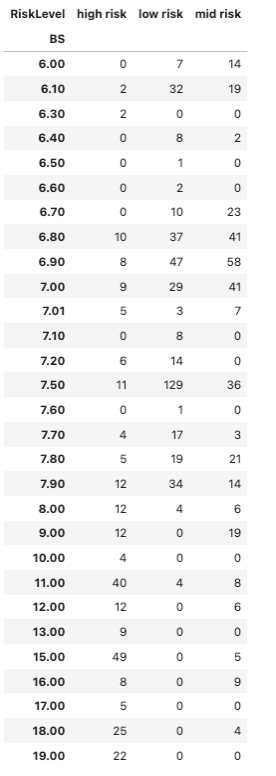 RiskLevel high risk low risk mid risk
BS
6.00 0 7 14
6.10 2 32 19
6.30 2 0 0
6.40 0 8 2
6.50 0 1 0
6.60 0 2 0
6.70 0 10 23
6.80 10 37 41
6.90 8 47 58
7.00 9 29 41
7.01 5 3 7
7.10 0 8 0
7.20 6 14 0
7.50 11 129 36
7.60 0 1 0
7.70 4 17 3
7.80 5 19 21
7.90 12 34 14
8.00 12 4 6
9.00 12 0 19
10.00 4 0 0
11.00 40 4 8
12.00 12 0 6
13.00 9 0 0
15.00 49 0 5
16.00 8 0 9
17.00 5 0 0
18.00 25 0 4
19.00 22 0 0